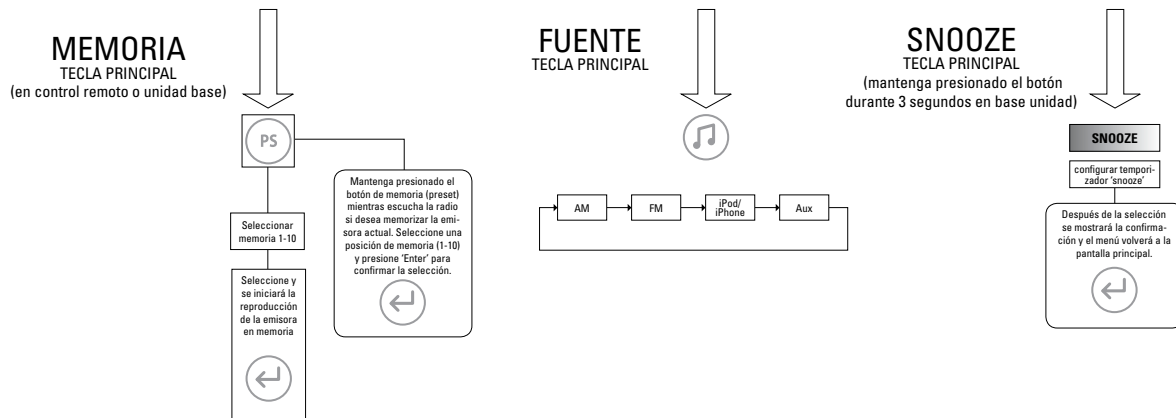 MEMORIA
TECLA PRINCIPAL
(en control remoto o unidad base)
PS
Seleccionar
memoria 1-10
Seleccione y
se iniciará la
reproducción
de la emisora
en memoria
Mantenga presionado el
botón de memoria (preset)
mientras escucha la radio
si desea memorizar la emi-
sora actual. Seleccione una
posición de memoria (1-10)
y presione ‘Enter’ para
confirmar la selección.
FUENTE
TECLA PRINCIPAL
AM
FM
iPod/
iPhone
Aux
SNOOZE
TECLA PRINCIPAL
(mantenga presionado el botón
durante 3 segundos en base unidad)
SNOOZE
configurar tempori-
zador ‘snooze’
Después de la selección
se mostrará la confirma-
ción y el menú volverá a la
pantalla principal.